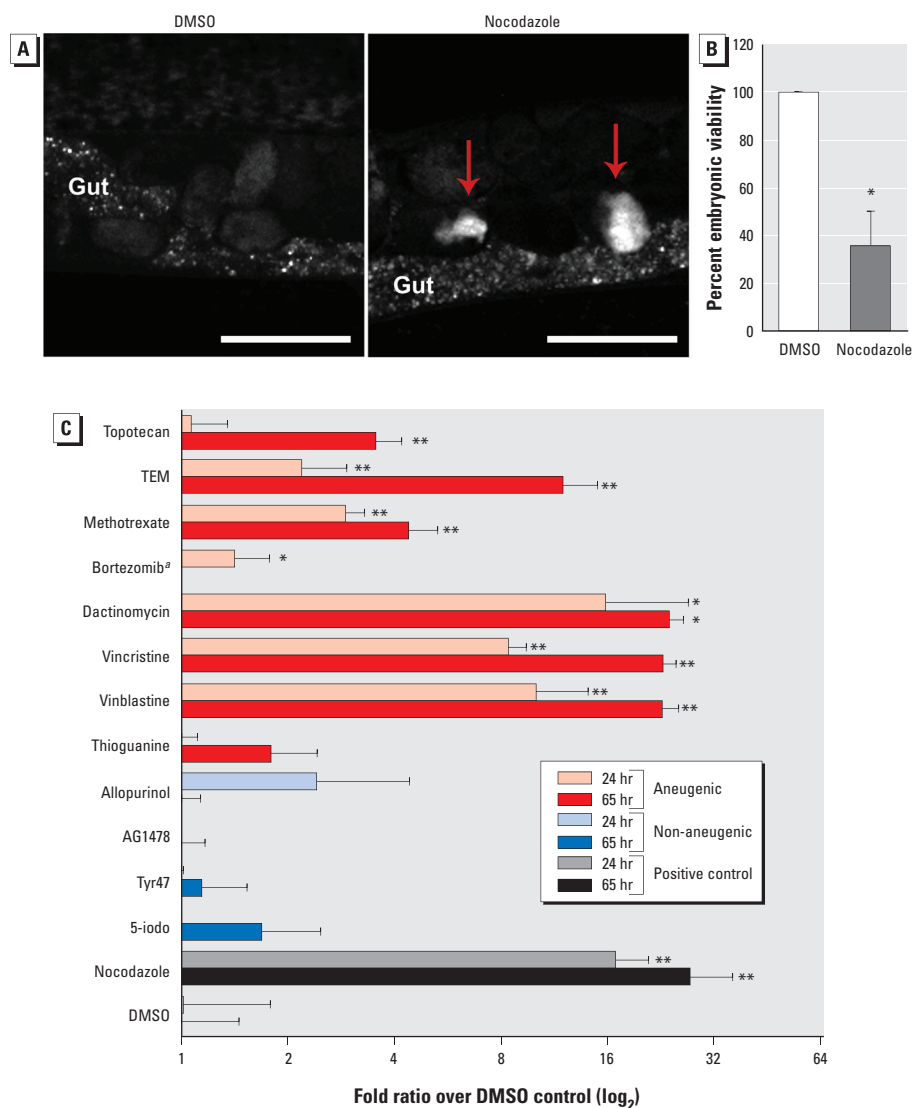 DMSO
Nocodazole
A
Gut
Gut
B
120
100
80
60
40
20
0
Percent embryonic viability
*
DMSO
Nocodazole
C
Topotecan
**
TEM
**
**
Methotrexate
**
**
Bortezomibᵃ
*
Dactinomycin
*
*
Vincristine
**
**
Vinblastine
**
**
Thioguanine
Allopurinol
AG1478
Tyr47
5-iodo
Nocodazole
**
**
DMSO
24 hr
65 hr
Aneugenic
24 hr
65 hr
Non-aneugenic
24 hr
65 hr
Positive control
1
2
4
8
16
32
64
Fold ratio over DMSO control (log₂)